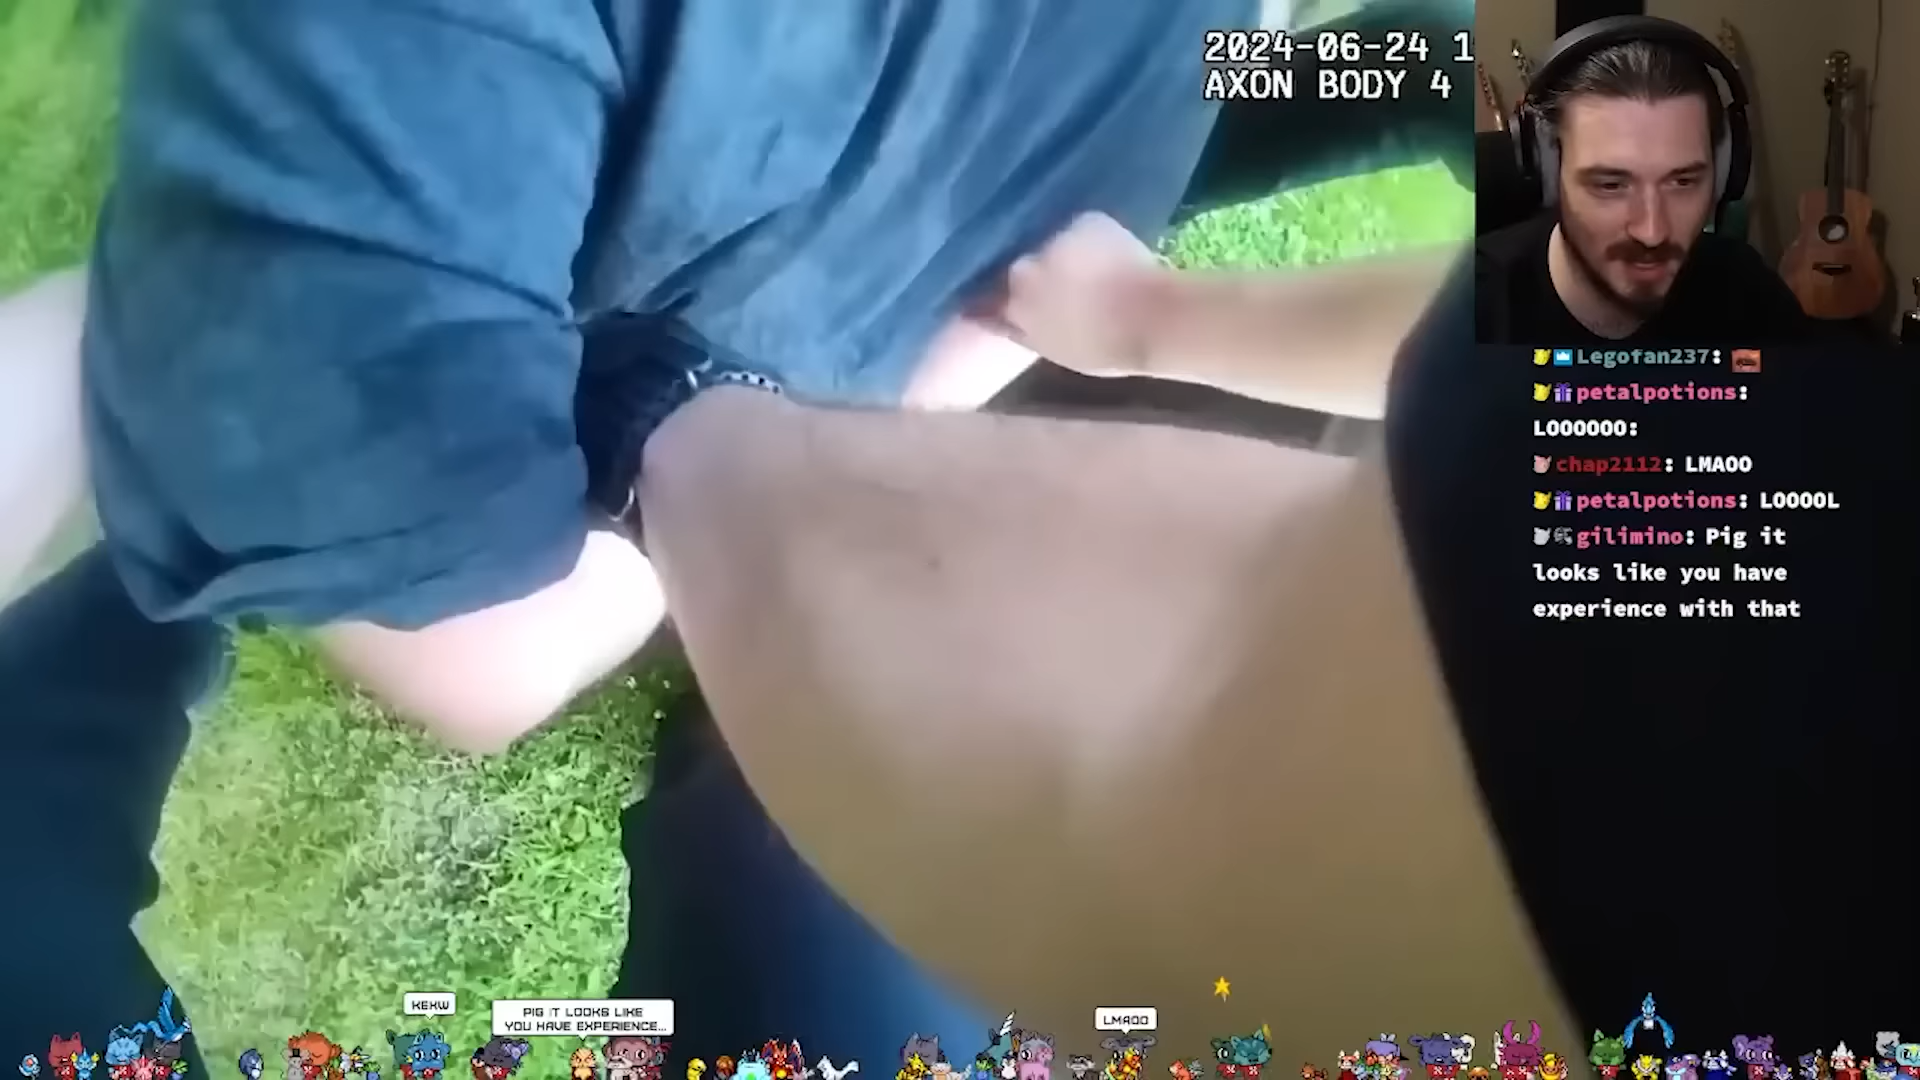 2024-06-24 1
AXON BODY 4
Legofan237:
petalpotions:
LOOOOOO:
chap2112: LMAOO
petalpotions: LOOOOL
gilimino: Pig it
looks like you have
experience with that
KEKW
PIG IT LOOKS LIKE
YOU HAVE EXPERIENCE...
LMAOO